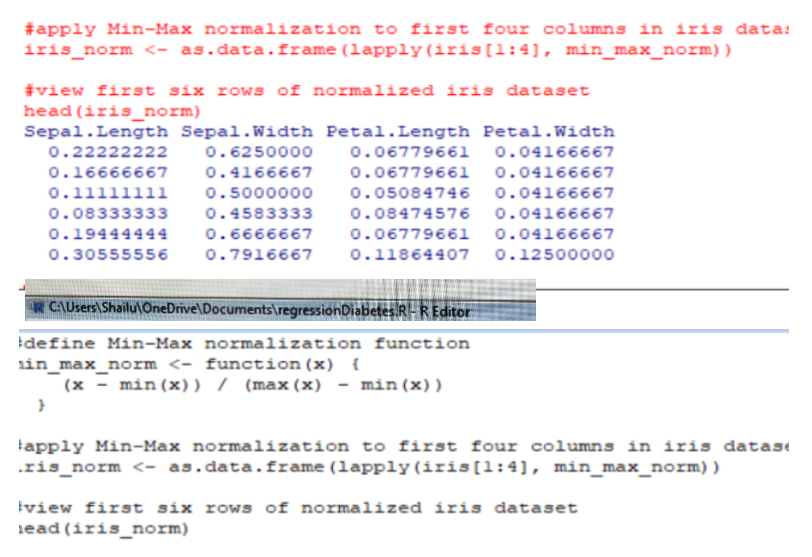 #apply Min-Max normalization to first four columns in iris datas
iris_norm <- as.data.frame(lapply(iris[1:4], min_max_norm))
#view first six rows of normalized iris dataset
head(iris_norm)
Sepal.Length Sepal.Width Petal.Length Petal.Width
0.22222222 0.6250000 0.06779661 0.04166667
0.16666667 0.4166667 0.06779661 0.04166667
0.11111111 0.5000000 0.05084746 0.04166667
0.08333333 0.4583333 0.08474576 0.04166667
0.19444444 0.6666667 0.06779661 0.04166667
0.30555556 0.7916667 0.11864407 0.12500000
R C:\Users\Shailu\OneDrive\Documents\regressionDiabetes.R - R Editor
#define Min-Max normalization function
min_max_norm <- function(x) {
(x - min(x)) / (max(x) - min(x))
}
#apply Min-Max normalization to first four columns in iris datase
iris_norm <- as.data.frame(lapply(iris[1:4], min_max_norm))
#view first six rows of normalized iris dataset
head(iris_norm)